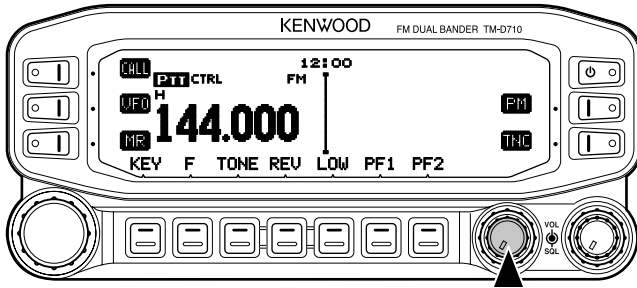 KENWOOD FM DUAL BANDER TM-D710
CALL 12:00
PTT CTRL FM
VFO H PM
144.000
MR TNC
KEY F TONE REV LOW PF1 PF2
VOL
SQL